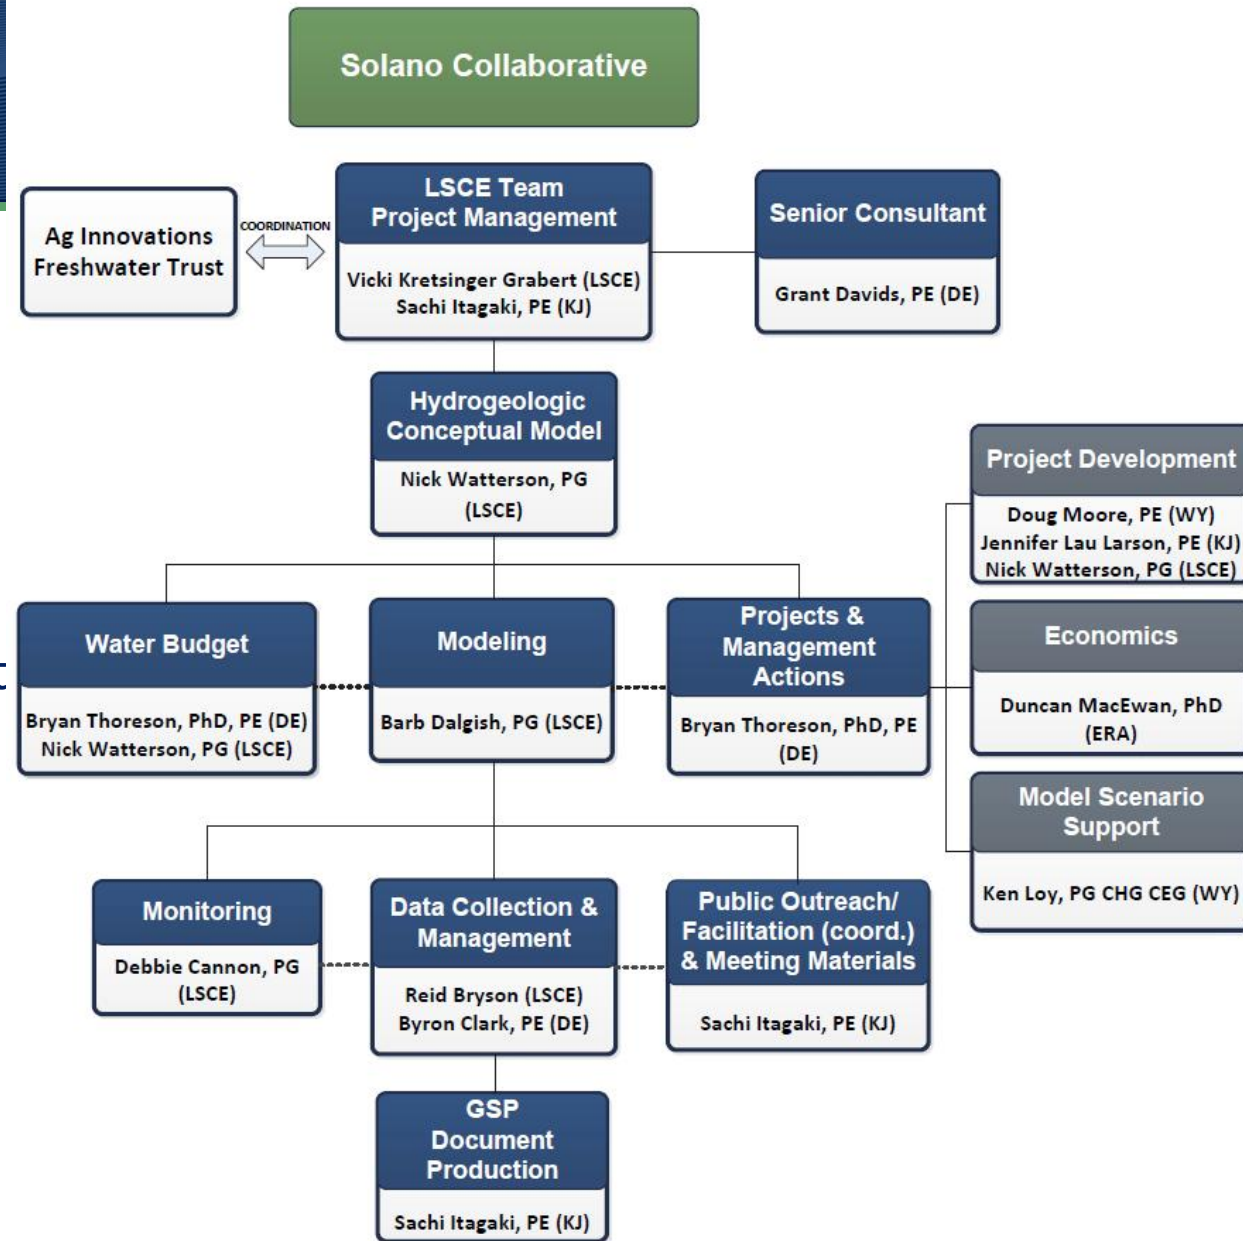 Solano Collaborative
Ag Innovations
Freshwater Trust
COORDINATION
LSCE Team
Project Management
Vicki Kretsinger Grabert (LSCE)
Sachi Itagaki, PE (KJ)
Senior Consultant
Grant Davids, PE (DE)
Hydrogeologic
Conceptual Model
Nick Watterson, PG
(LSCE)
Water Budget
Bryan Thoreson, PhD, PE (DE)
Nick Watterson, PG (LSCE)
Modeling
Barb Dalgish, PG (LSCE)
Projects &
Management
Actions
Bryan Thoreson, PhD, PE
(DE)
Project Development
Doug Moore, PE (WY)
Jennifer Lau Larson, PE (KJ)
Nick Watterson, PG (LSCE)
Economics
Duncan MacEwan, PhD
(ERA)
Model Scenario
Support
Ken Loy, PG CHG CEG (WY)
Monitoring
Debbie Cannon, PG
(LSCE)
Data Collection &
Management
Reid Bryson (LSCE)
Byron Clark, PE (DE)
Public Outreach/
Facilitation (coord.)
& Meeting Materials
Sachi Itagaki, PE (KJ)
GSP
Document
Production
Sachi Itagaki, PE (KJ)